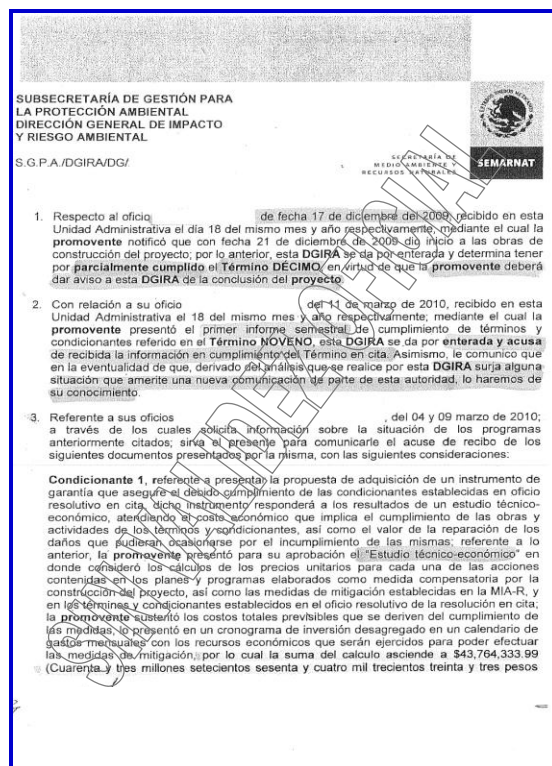 SUBSECRETARÍA DE GESTIÓN PARA
LA PROTECCIÓN AMBIENTAL
DIRECCIÓN GENERAL DE IMPACTO
Y RIESGO AMBIENTAL
S.G.P.A./DGIRA/DG/
SECRETARÍA DE
MEDIO AMBIENTE Y
RECURSOS NATURALES
SEMARNAT
1. Respecto al oficio de fecha 17 de diciembre del 2009, recibido en esta
Unidad Administrativa el día 18 del mismo mes y año respectivamente, mediante el cual la
promovente notificó que con fecha 21 de diciembre de 2009 dio inicio a las obras de
construcción del proyecto; por lo anterior, esta DGIRA se da por enterada y determina tener
por parcialmente cumplido el Término DÉCIMO, en virtud de que la promovente deberá
dar aviso a esta DGIRA de la conclusión del proyecto.
2. Con relación a su oficio del 11 de marzo de 2010, recibido en esta
Unidad Administrativa el 18 del mismo mes y año respectivamente; mediante el cual la
promovente presentó el primer informe semestral de cumplimiento de términos y
condicionantes referido en el Término NOVENO, esta DGIRA se da por enterada y acusa
de recibida la información en cumplimiento del Término en cita. Asimismo, le comunico que
en la eventualidad de que, derivado del análisis que se realice por esta DGIRA surja alguna
situación que amerite una nueva comunicación de parte de esta autoridad, lo haremos de
su conocimiento.
3. Referente a sus oficios , del 04 y 09 marzo de 2010;
a través de los cuales solicita información sobre la situación de los programas
anteriormente citados; sirva el presente para comunicarle el acuse de recibo de los
siguientes documentos presentados por la misma, con las siguientes consideraciones:
Condicionante 1, referente a presentar la propuesta de adquisición de un instrumento de
garantía que asegure el debido cumplimiento de las condicionantes establecidas en oficio
resolutivo en cita, dicho instrumento responderá a los resultados de un estudio técnico-
económico, atendiendo al costo económico que implica el cumplimiento de las obras y
actividades de los términos y condicionantes, así como el valor de la reparación de los
daños que pudieran ocasionarse por el incumplimiento de las mismas; referente a lo
anterior, la promovente presentó para su aprobación el "Estudio técnico-económico" en
donde consideró los cálculos de los precios unitarios para cada una de las acciones
contenidas en los planes y programas elaborados como medida compensatoria por la
construcción del proyecto, así como las medidas de mitigación establecidas en la MIA-R, y
en los términos y condicionantes establecidos en el oficio resolutivo de la resolución en cita;
la promovente sustentó los costos totales previsibles que se deriven del cumplimiento de
las medidas, lo presentó en un cronograma de inversión desagregado en un calendario de
gastos mensuales con los recursos económicos que serán ejercidos para poder efectuar
las medidas de mitigación, por lo cual la suma del calculo asciende a $43,764,333.99
(Cuarenta y tres millones setecientos sesenta y cuatro mil trecientos treinta y tres pesos
SIN VALIDEZ OFICIAL